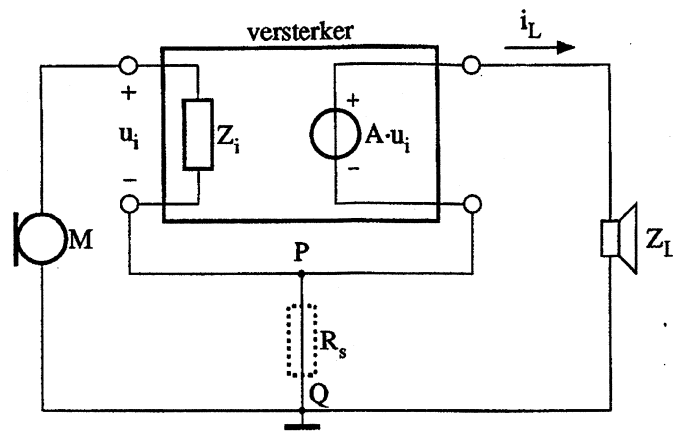 versterker
i_L
+
u_i
−
Z_i
+
A·u_i
−
M
P
Z_L
R_s
Q